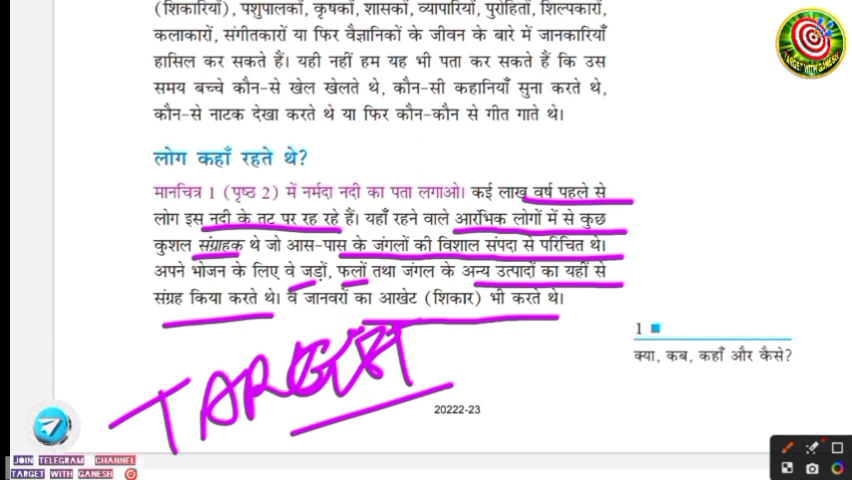 (शिकारियों), पशुपालकों, कृषकों, शासकों, व्यापारियों, पुरोहितों, शिल्पकारों,
कलाकारों, संगीतकारों या फिर वैज्ञानिकों के जीवन के बारे में जानकारियाँ
हासिल कर सकते हैं। यही नहीं हम यह भी पता कर सकते हैं कि उस
समय बच्चे कौन-से खेल खेलते थे, कौन-सी कहानियाँ सुना करते थे,
कौन-से नाटक देखा करते थे या फिर कौन-कौन से गीत गाते थे।
लोग कहाँ रहते थे?
मानचित्र 1 (पृष्ठ 2) में नर्मदा नदी का पता लगाओ। कई लाख वर्ष पहले से
लोग इस नदी के तट पर रह रहे हैं। यहाँ रहने वाले आरंभिक लोगों में से कुछ
कुशल संग्राहक थे जो आस-पास के जंगलों की विशाल संपदा से परिचित थे।
अपने भोजन के लिए वे जड़ों, फलों तथा जंगल के अन्य उत्पादों का यहीं से
संग्रह किया करते थे। वे जानवरों का आखेट (शिकार) भी करते थे।
1
क्या, कब, कहाँ और कैसे?
TARGET
20222-23
JOIN TELEGRAM CHANNEL
TARGET WITH GANESH
TARGET WITH GANESH